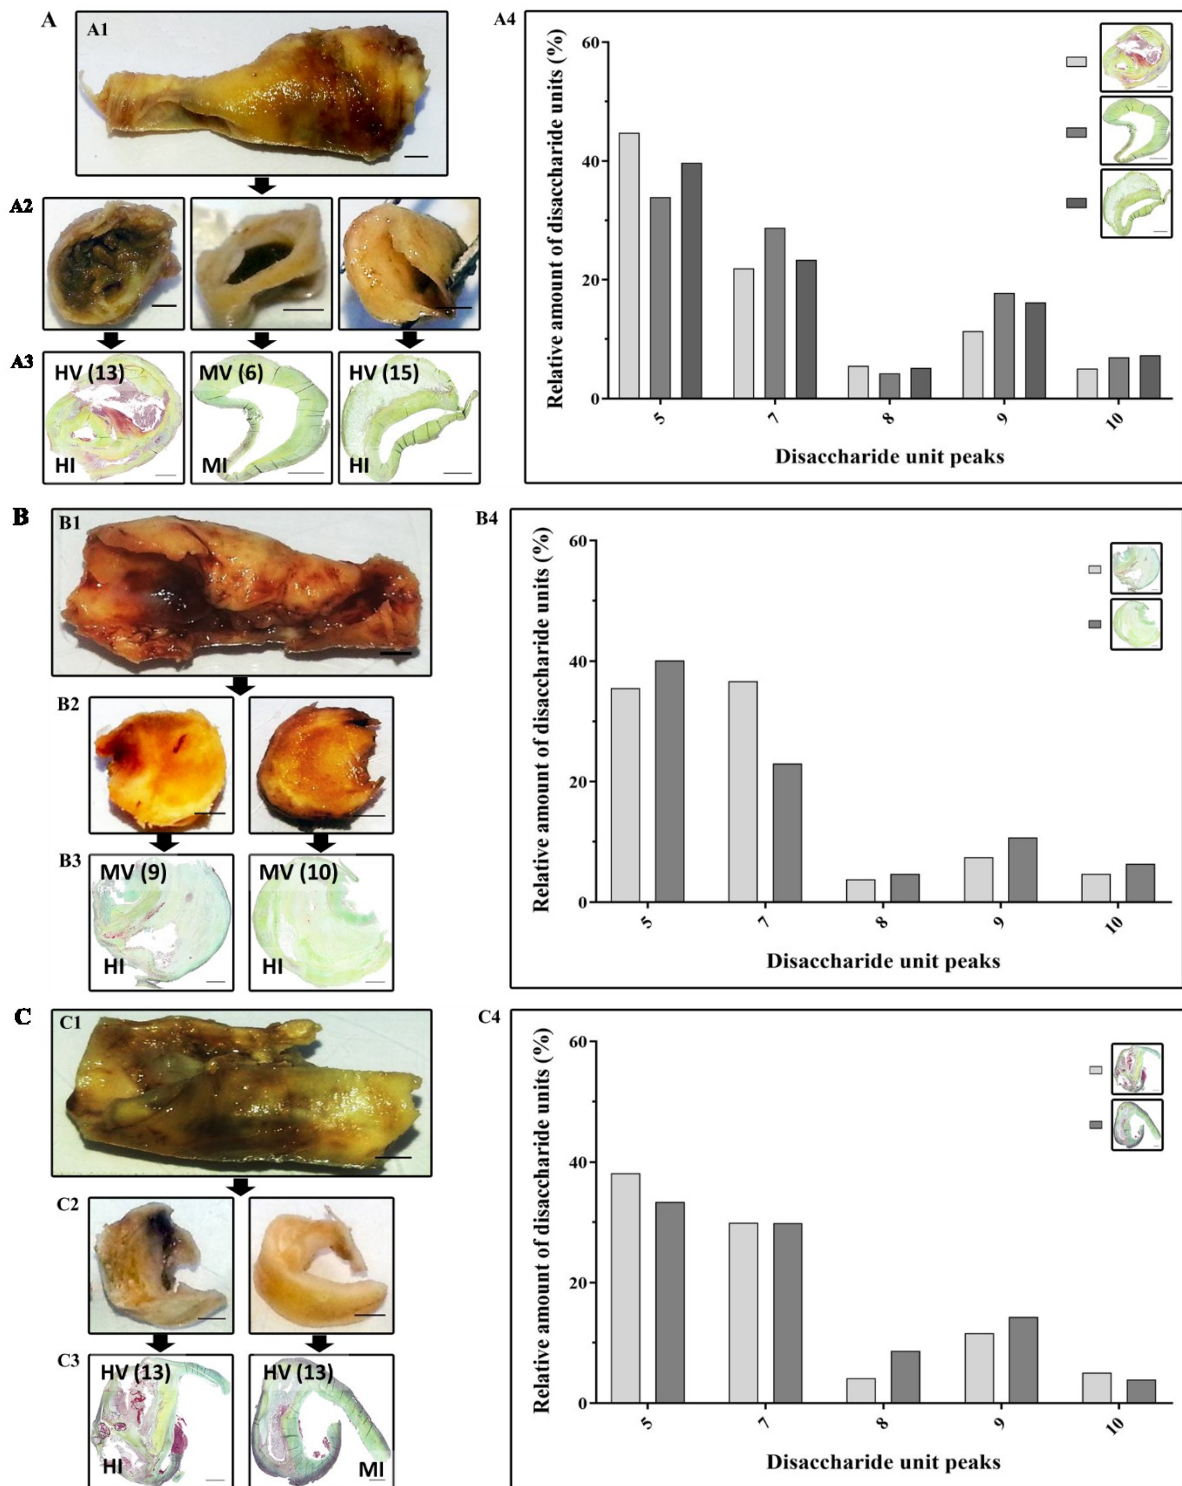 A
A1
A2
A3
HV (13)
HI
MV (6)
MI
HV (15)
HI
A4
Relative amount of disaccharide units (%)
60
40
20
0
5 7 8 9 10
Disaccharide unit peaks
B
B1
B2
B3
MV (9)
HI
MV (10)
HI
B4
Relative amount of disaccharide units (%)
60
40
20
0
5 7 8 9 10
Disaccharide unit peaks
C
C1
C2
C3
HV (13)
HI
HV (13)
MI
C4
Relative amount of disaccharide units (%)
60
40
20
0
5 7 8 9 10
Disaccharide unit peaks